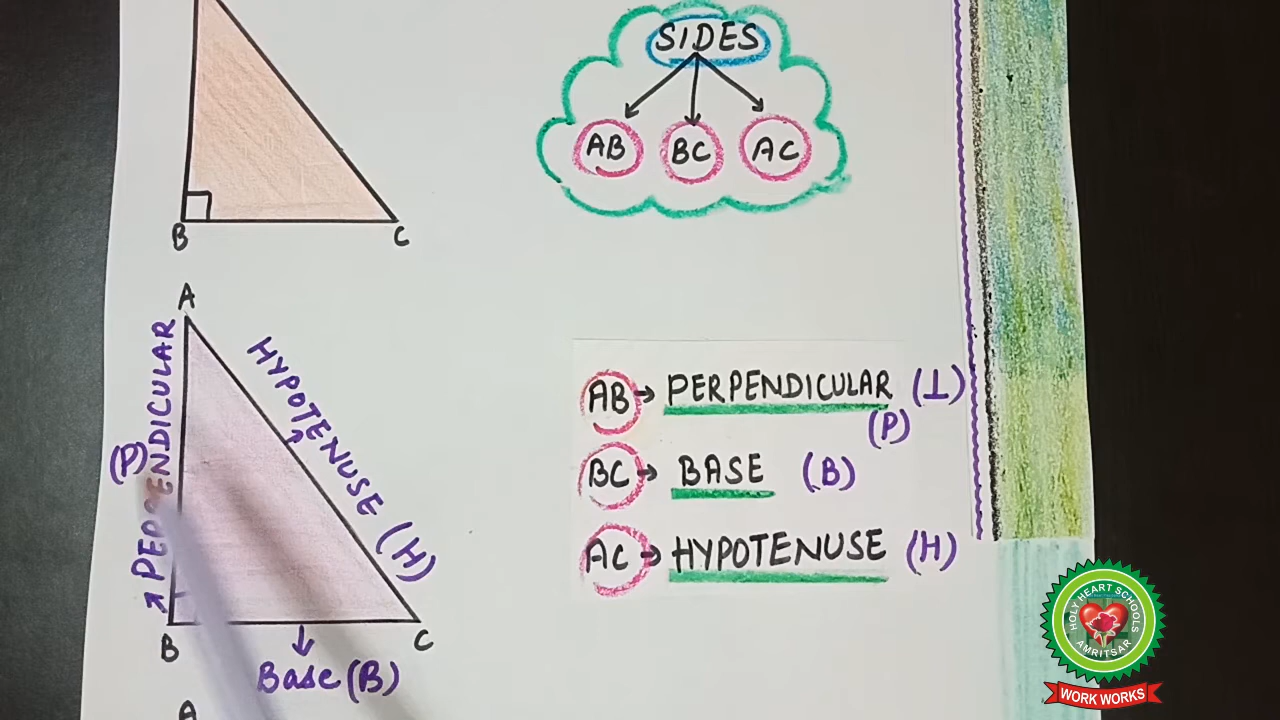 SIDES
AB BC AC
B C
A
PERPENDICULAR
(P)
HYPOTENUSE (H)
B C
Base (B)
A
AB → PERPENDICULAR (⊥)
(P)
BC → BASE (B)
AC → HYPOTENUSE (H)
HOLY HEART SCHOOLS
AMRITSAR
WORK WORKS